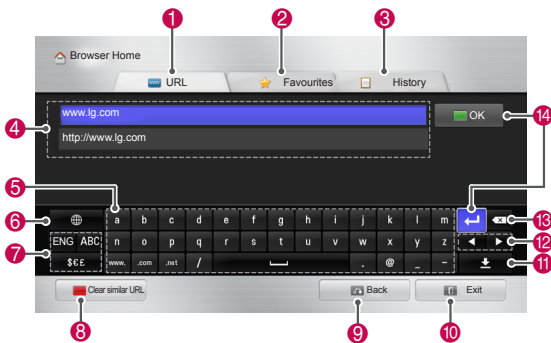 1 2 3
Browser Home
URL Favourites History
4 www.lg.com OK 14
http://www.lg.com
5
6 a b c d e f g h i j k l m 13
7 ENG ABC n o p q r s t u v w x y z 12
$€£ www. .com .net / . @ _ - 11
Clear similar URL Back Exit
8 9 10